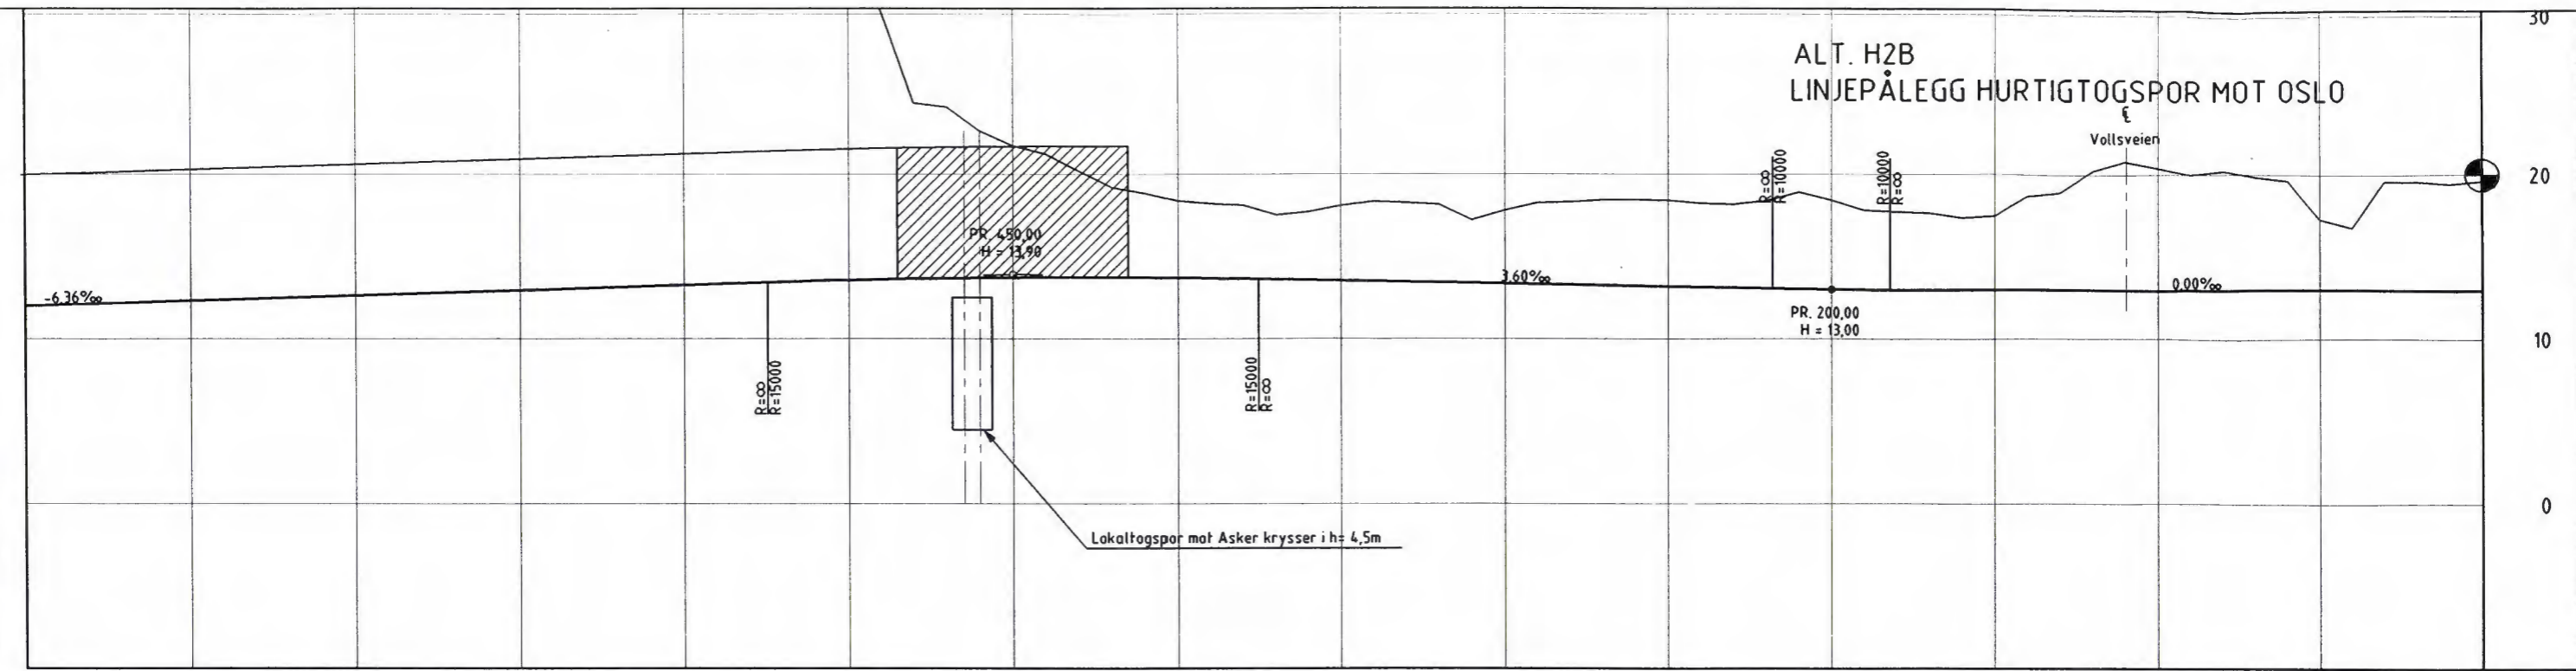 ALT. H2B
LINJEPÅLEGG HURTIGTOGSPOR MOT OSLO
℄
Vollsveien
30
20
10
0
R=∞
R=10000
R=10000
R=∞
PR. 450,00
H = 13,90
-6.36‰
3.60‰
0.00‰
PR. 200,00
H = 13,00
R=∞
R=15000
R=15000
R=∞
Lokaltogspor mot Asker krysser i h= 4,5m